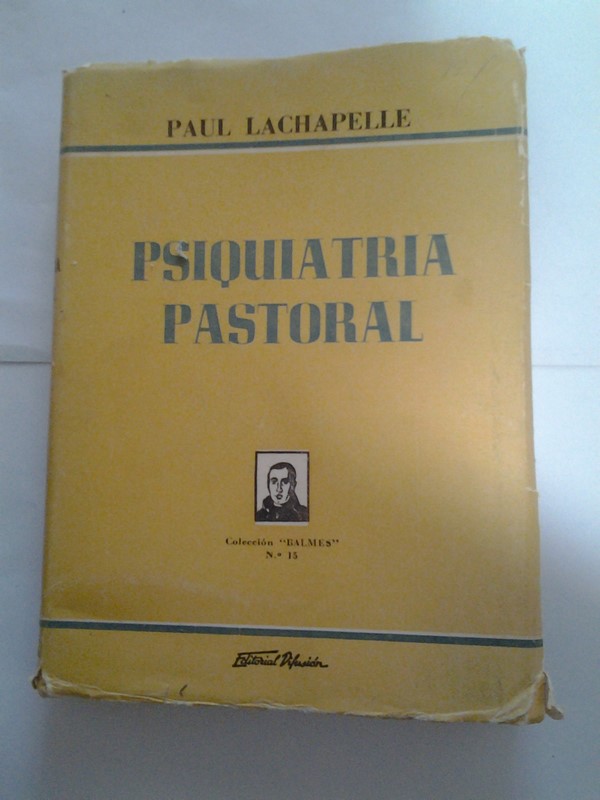 PAUL LACHAPELLE
PSIQUIATRIA
PASTORAL
Colección "BALMES"
N.º 15
Editorial Difusión